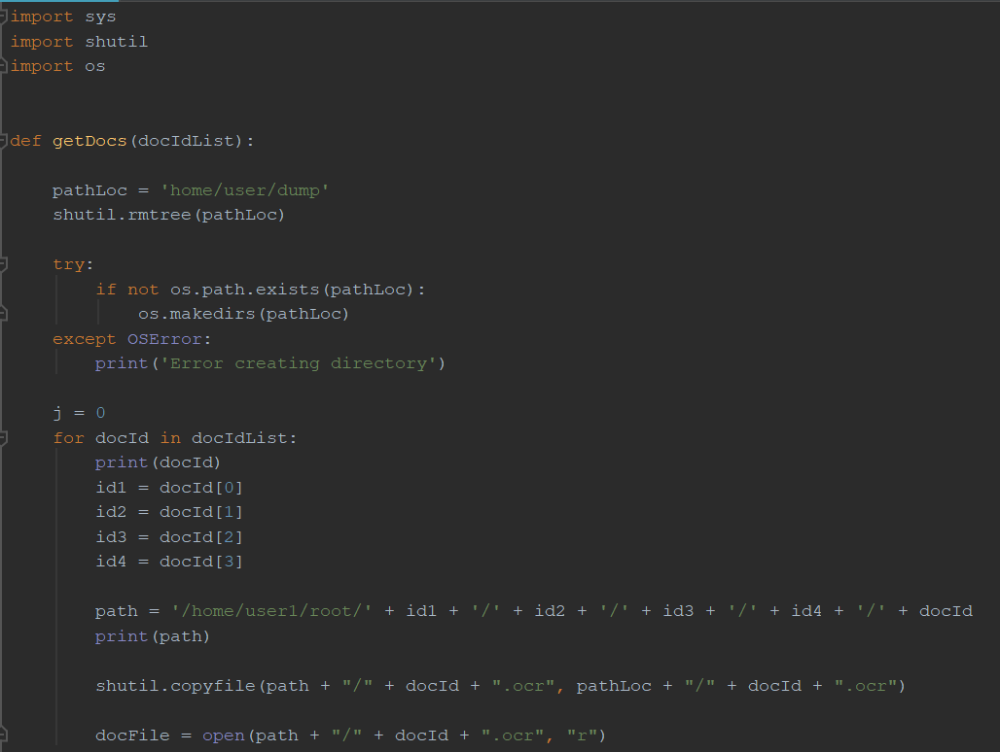 import sys
import shutil
import os
def getDocs(docIdList):
pathLoc = 'home/user/dump'
shutil.rmtree(pathLoc)
try:
if not os.path.exists(pathLoc):
os.makedirs(pathLoc)
except OSError:
print('Error creating directory')
j = 0
for docId in docIdList:
print(docId)
id1 = docId[0]
id2 = docId[1]
id3 = docId[2]
id4 = docId[3]
path = '/home/user1/root/' + id1 + '/' + id2 + '/' + id3 + '/' + id4 + '/' + docId
print(path)
shutil.copyfile(path + "/" + docId + ".ocr", pathLoc + "/" + docId + ".ocr")
docFile = open(path + "/" + docId + ".ocr", "r")